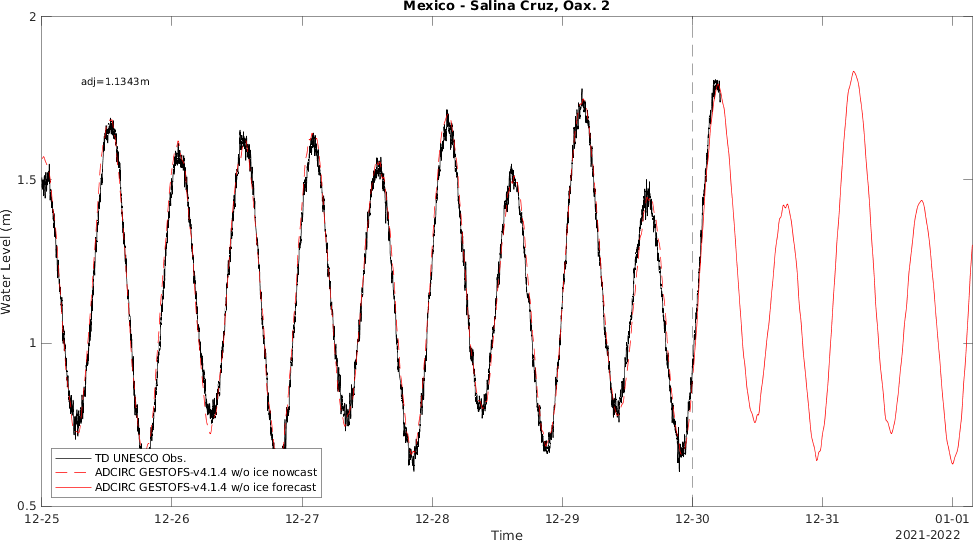 Mexico - Salina Cruz, Oax. 2
adj=1.1343m
2
1.5
1
0.5
Water Level (m)
TD UNESCO Obs.
ADCIRC GESTOFS-v4.1.4 w/o ice nowcast
ADCIRC GESTOFS-v4.1.4 w/o ice forecast
12-25 12-26 12-27 12-28 12-29 12-30 12-31 01-01
Time
2021-2022